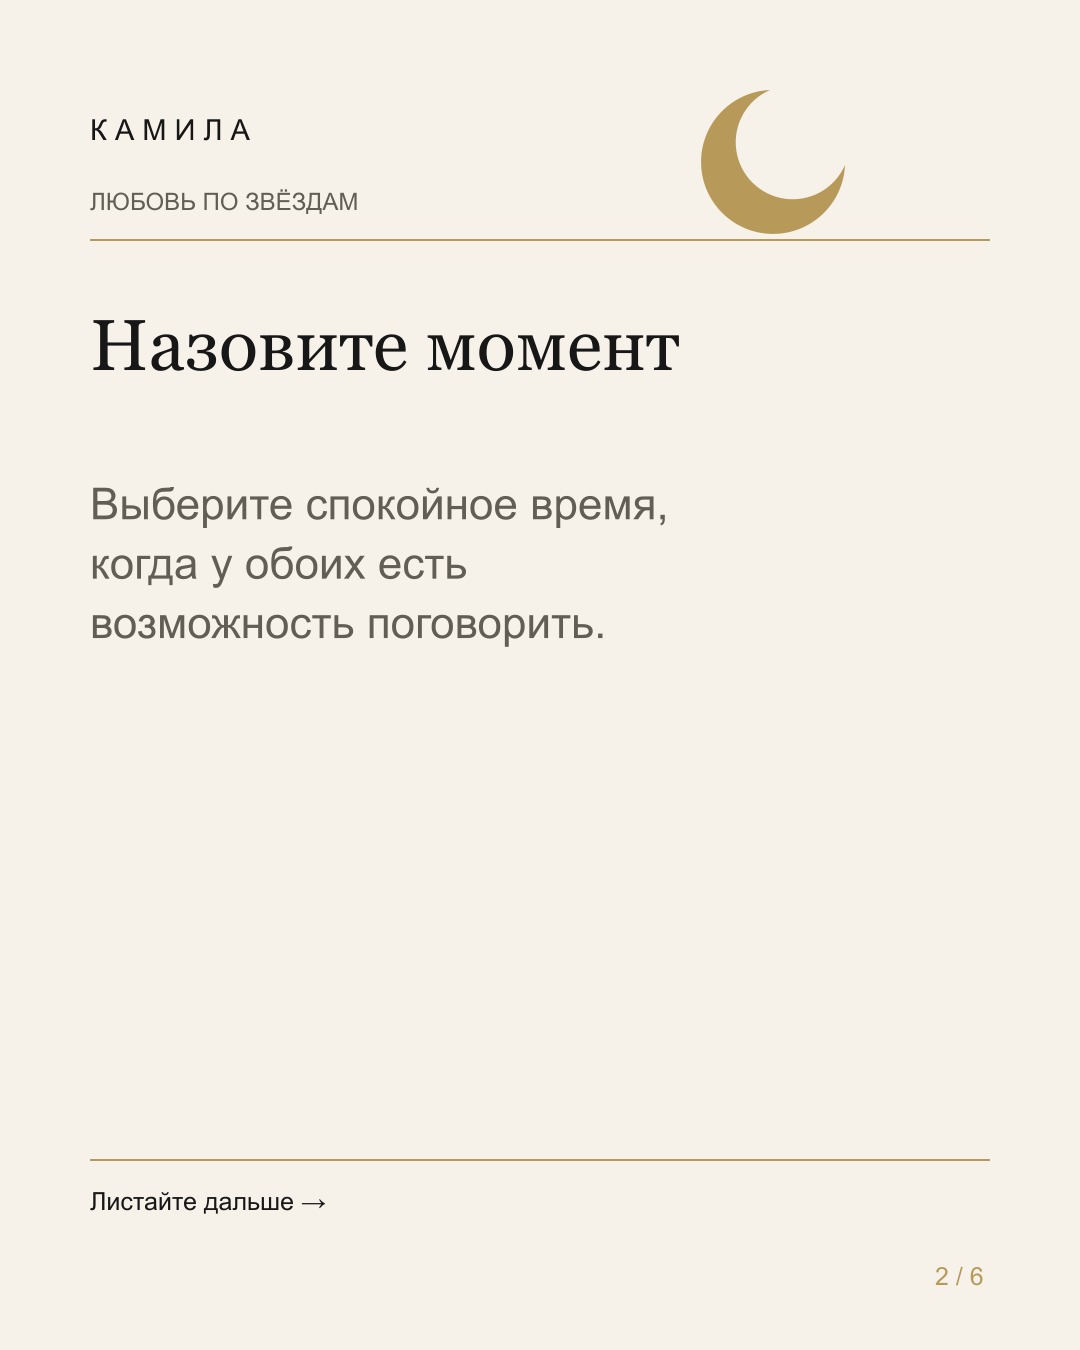 КАМИЛА
ЛЮБОВЬ ПО ЗВЁЗДАМ
Назовите момент
Выберите спокойное время,
когда у обоих есть
возможность поговорить.
Листайте дальше →
2 / 6